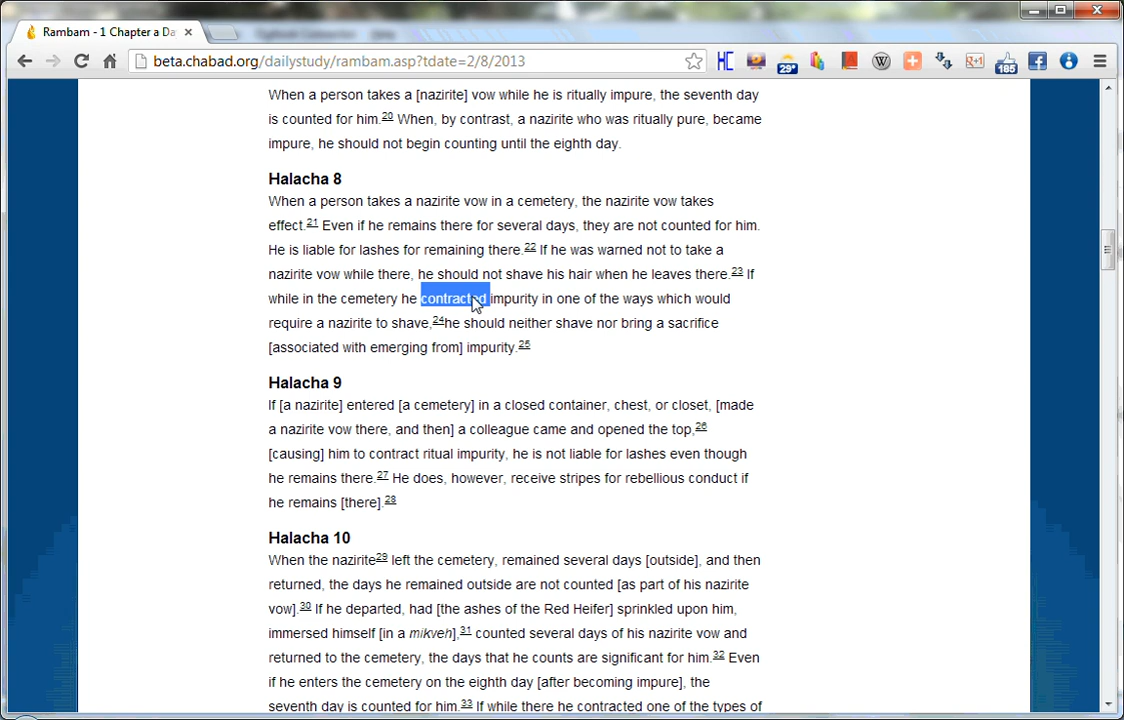 Rambam - 1 Chapter a Da
beta.chabad.org/dailystudy/rambam.asp?tdate=2/8/2013
HC
29°
W
g+1
185
f
When a person takes a [nazirite] vow while he is ritually impure, the seventh day
is counted for him.20 When, by contrast, a nazirite who was ritually pure, became
impure, he should not begin counting until the eighth day.
Halacha 8
When a person takes a nazirite vow in a cemetery, the nazirite vow takes
effect.21 Even if he remains there for several days, they are not counted for him.
He is liable for lashes for remaining there.22 If he was warned not to take a
nazirite vow while there, he should not shave his hair when he leaves there.23 If
while in the cemetery he contracted impurity in one of the ways which would
require a nazirite to shave,24he should neither shave nor bring a sacrifice
[associated with emerging from] impurity.25
Halacha 9
If [a nazirite] entered [a cemetery] in a closed container, chest, or closet, [made
a nazirite vow there, and then] a colleague came and opened the top,26
[causing] him to contract ritual impurity, he is not liable for lashes even though
he remains there.27 He does, however, receive stripes for rebellious conduct if
he remains [there].28
Halacha 10
When the nazirite29 left the cemetery, remained several days [outside], and then
returned, the days he remained outside are not counted [as part of his nazirite
vow].30 If he departed, had [the ashes of the Red Heifer] sprinkled upon him,
immersed himself [in a mikveh],31 counted several days of his nazirite vow and
returned to the cemetery, the days that he counts are significant for him.32 Even
if he enters the cemetery on the eighth day [after becoming impure], the
seventh day is counted for him.33 If while there he contracted one of the types of